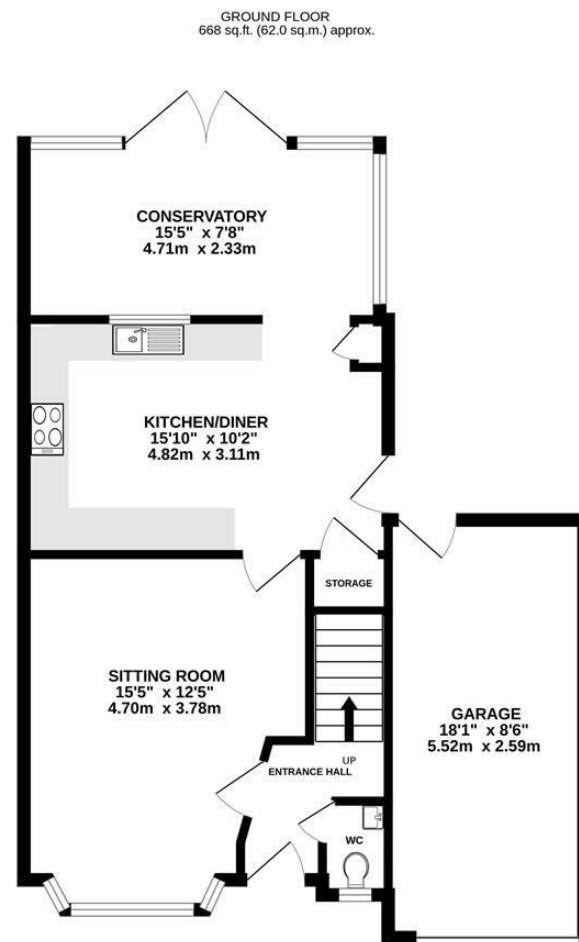 GROUND FLOOR
668 sq.ft. (62.0 sq.m.) approx.
CONSERVATORY
15'5" x 7'8"
4.71m x 2.33m
KITCHEN/DINER
15'10" x 10'2"
4.82m x 3.11m
STORAGE
SITTING ROOM
15'5" x 12'5"
4.70m x 3.78m
GARAGE
18'1" x 8'6"
5.52m x 2.59m
UP
ENTRANCE HALL
WC